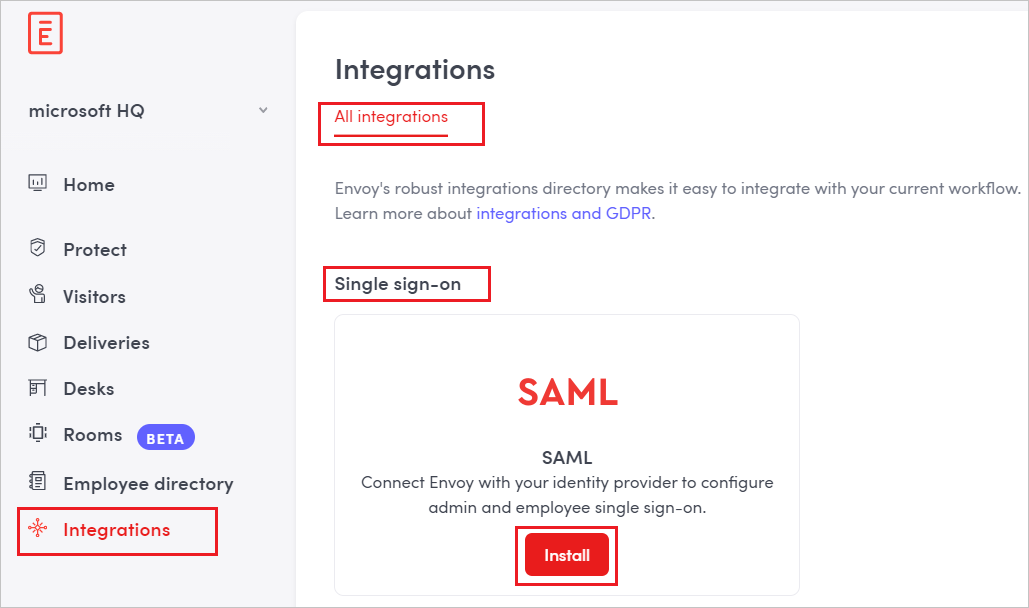 E
microsoft HQ
Home
Protect
Visitors
Deliveries
Desks
Rooms BETA
Employee directory
Integrations
Integrations
All integrations
Envoy's robust integrations directory makes it easy to integrate with your current workflow.
Learn more about integrations and GDPR.
Single sign-on
SAML
SAML
Connect Envoy with your identity provider to configure
admin and employee single sign-on.
Install